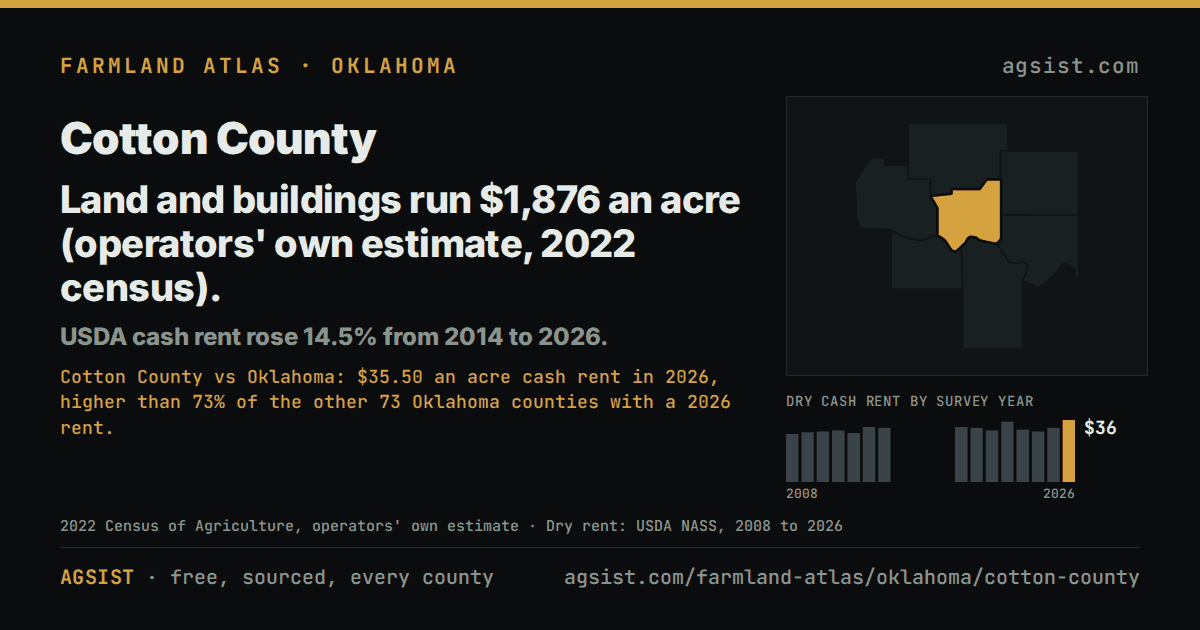 FARMLAND ATLAS · OKLAHOMA
agsist.com
Cotton County
Land and buildings run $1,876 an acre
(operators' own estimate, 2022
census).
USDA cash rent rose 14.5% from 2014 to 2026.
Cotton County vs Oklahoma: $35.50 an acre cash rent in 2026,
higher than 73% of the other 73 Oklahoma counties with a 2026
rent.
DRY CASH RENT BY SURVEY YEAR
$36
2008
2026
2022 Census of Agriculture, operators' own estimate · Dry rent: USDA NASS, 2008 to 2026
AGSIST · free, sourced, every county
agsist.com/farmland-atlas/oklahoma/cotton-county